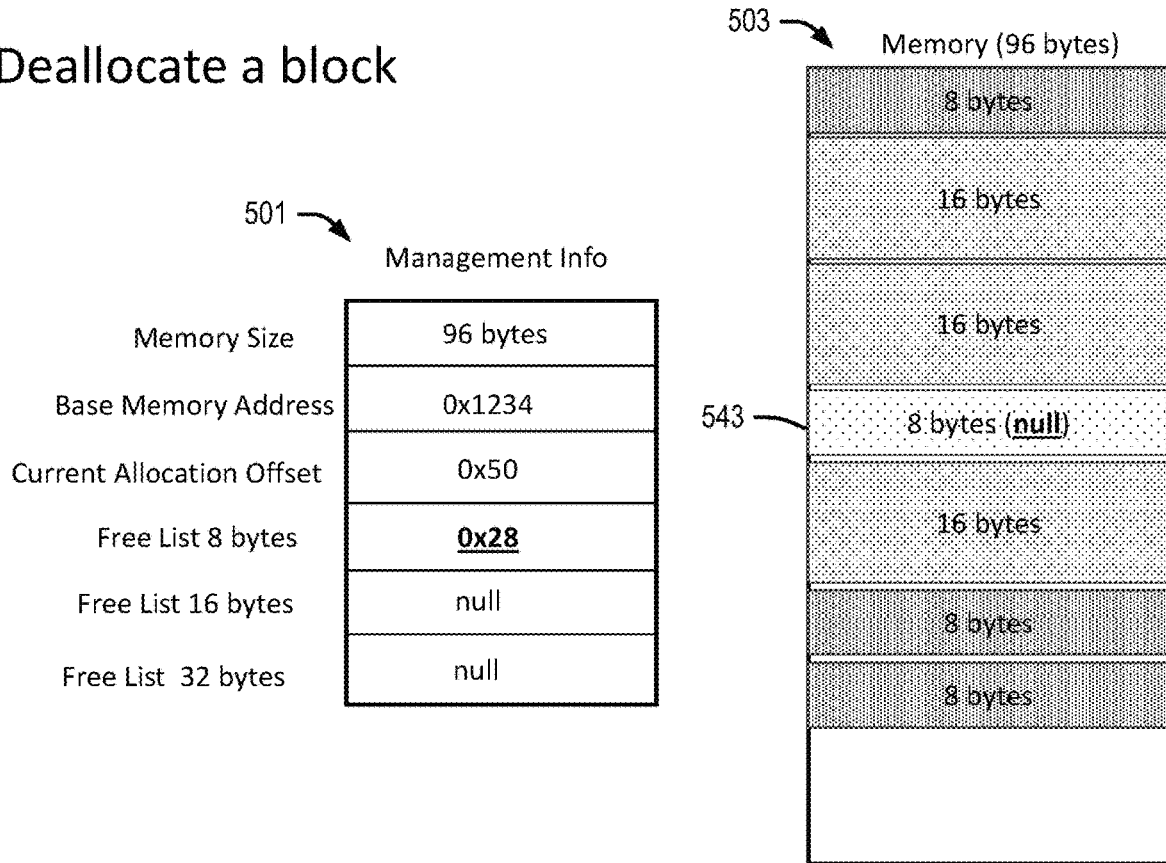 Deallocate a block
501
Management Info
Memory Size 96 bytes
Base Memory Address 0x1234
Current Allocation Offset 0x50
Free List 8 bytes 0x28
Free List 16 bytes null
Free List 32 bytes null
503
Memory (96 bytes)
8 bytes
16 bytes
16 bytes
543
8 bytes (null)
16 bytes
8 bytes
8 bytes